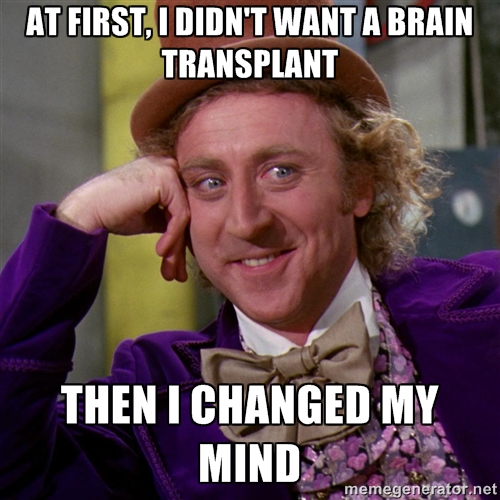 AT FIRST, I DIDN'T WANT A BRAIN
TRANSPLANT
THEN I CHANGED MY
MIND
memegenerator.net